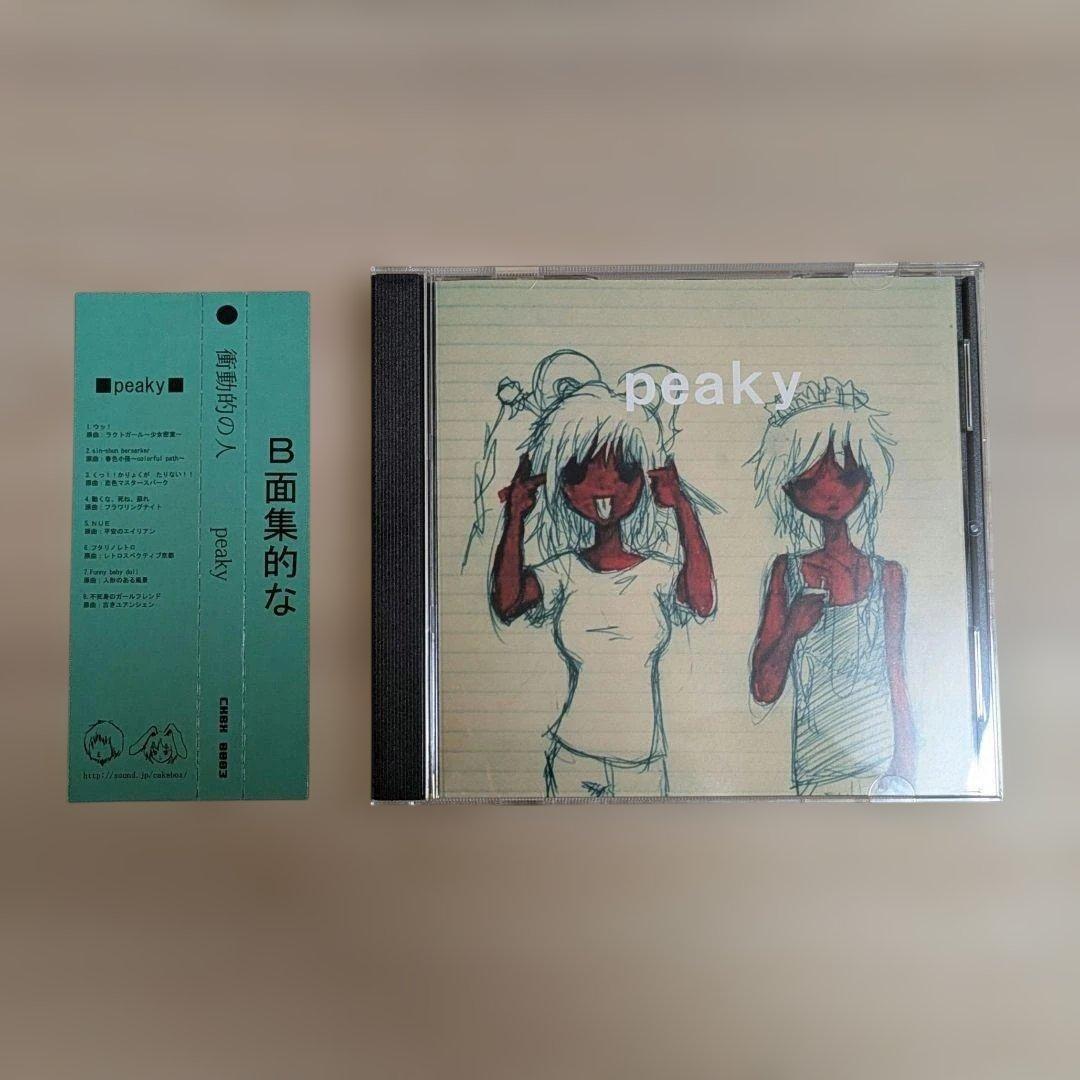 ■peaky■
1.ウッ!
原曲:ラクトガール~少女密室~
2.sin-shun berserker
原曲:春色小径~colorful path~
3.くっ!!かりょくが たりない!!
原曲:恋色マスタースパーク
4.動くな、死ね、蘇れ
原曲:フラワリングナイト
5.NUE
原曲:平安のエイリアン
6.フタリノレトロ
原曲:レトロスペクティブ京都
7.Funny baby doll
原曲:人形のある風景
8.不死身のガールフレンド
原曲:古きユアンシェン
http://sound.jp/cakebox/
●
衝動的の人
peaky
CKBX 0003
B面集的な
peaky